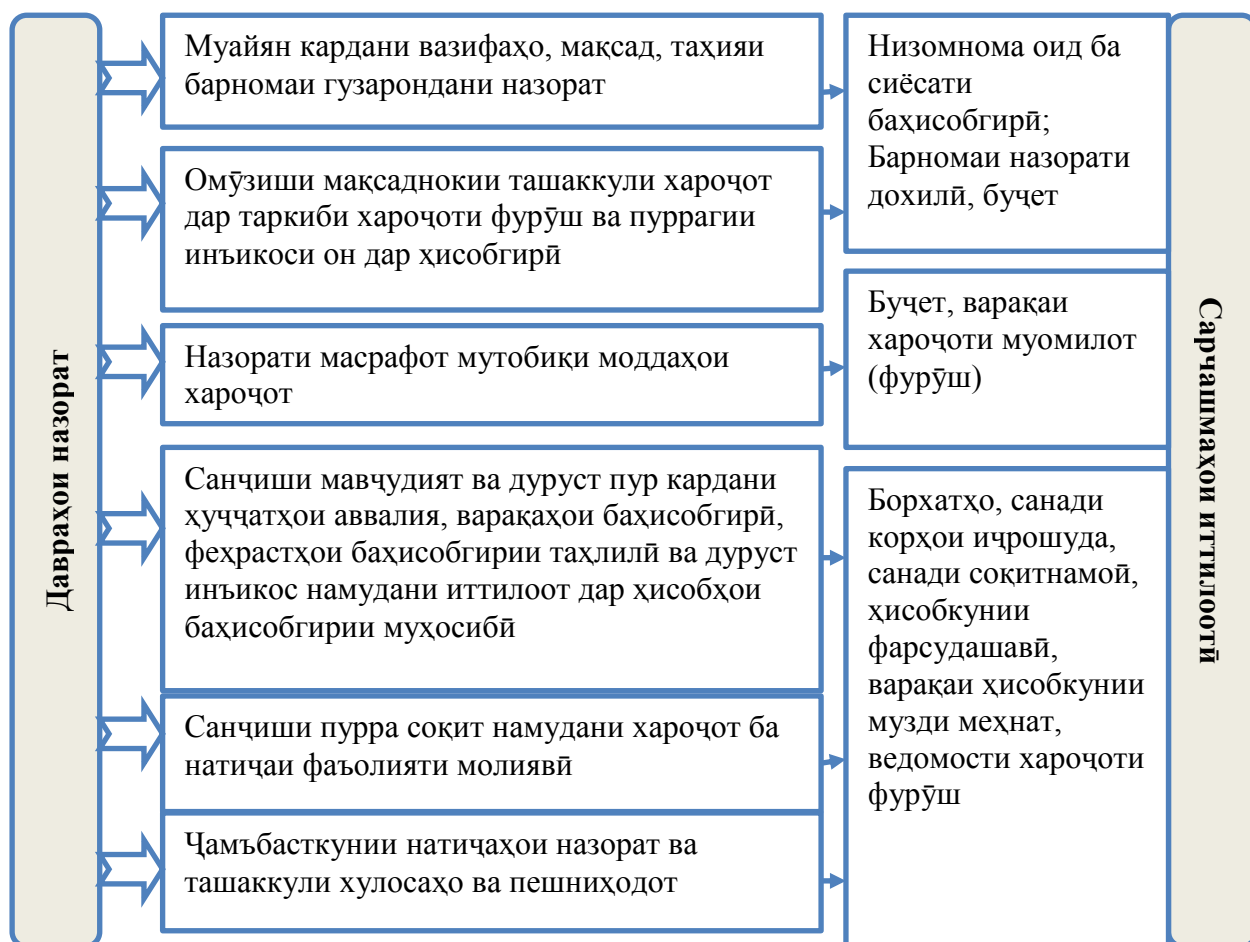 Давраҳои назорат
Муайян кардани вазифаҳо, мақсад, таҳияи
барномаи гузарондани назорат
Омӯзиши мақсаднокии ташаккули хароҷот
дар таркиби хароҷоти фурӯш ва пуррагии
инъикоси он дар ҳисобгирӣ
Назорати масрафот мутобиқи моддаҳои
хароҷот
Санҷиши мавҷудият ва дуруст пур кардани
ҳуҷҷатҳои аввалия, варақаҳои баҳисобгирӣ,
феҳрастҳои баҳисобгирии таҳлилӣ ва дуруст
инъикос намудани иттилоот дар ҳисобҳои
баҳисобгирии муҳосибӣ
Санҷиши пурра соқит намудани хароҷот ба
натиҷаи фаъолияти молиявӣ
Ҷамъбасткунии натиҷаҳои назорат ва
ташаккули хулосаҳо ва пешниҳодот
Низомнома оид ба
сиёсати
баҳисобгирӣ;
Барномаи назорати
дохилӣ, буҷет
Буҷет, варақаи
хароҷоти муомилот
(фурӯш)
Борхатҳо, санади
корҳои иҷрошуда,
санади соқитнамоӣ,
ҳисобкунии
фарсудашавӣ,
варақаи ҳисобкунии
музди меҳнат,
ведомости хароҷоти
фурӯш
Сарчашмаҳои иттилоотӣ